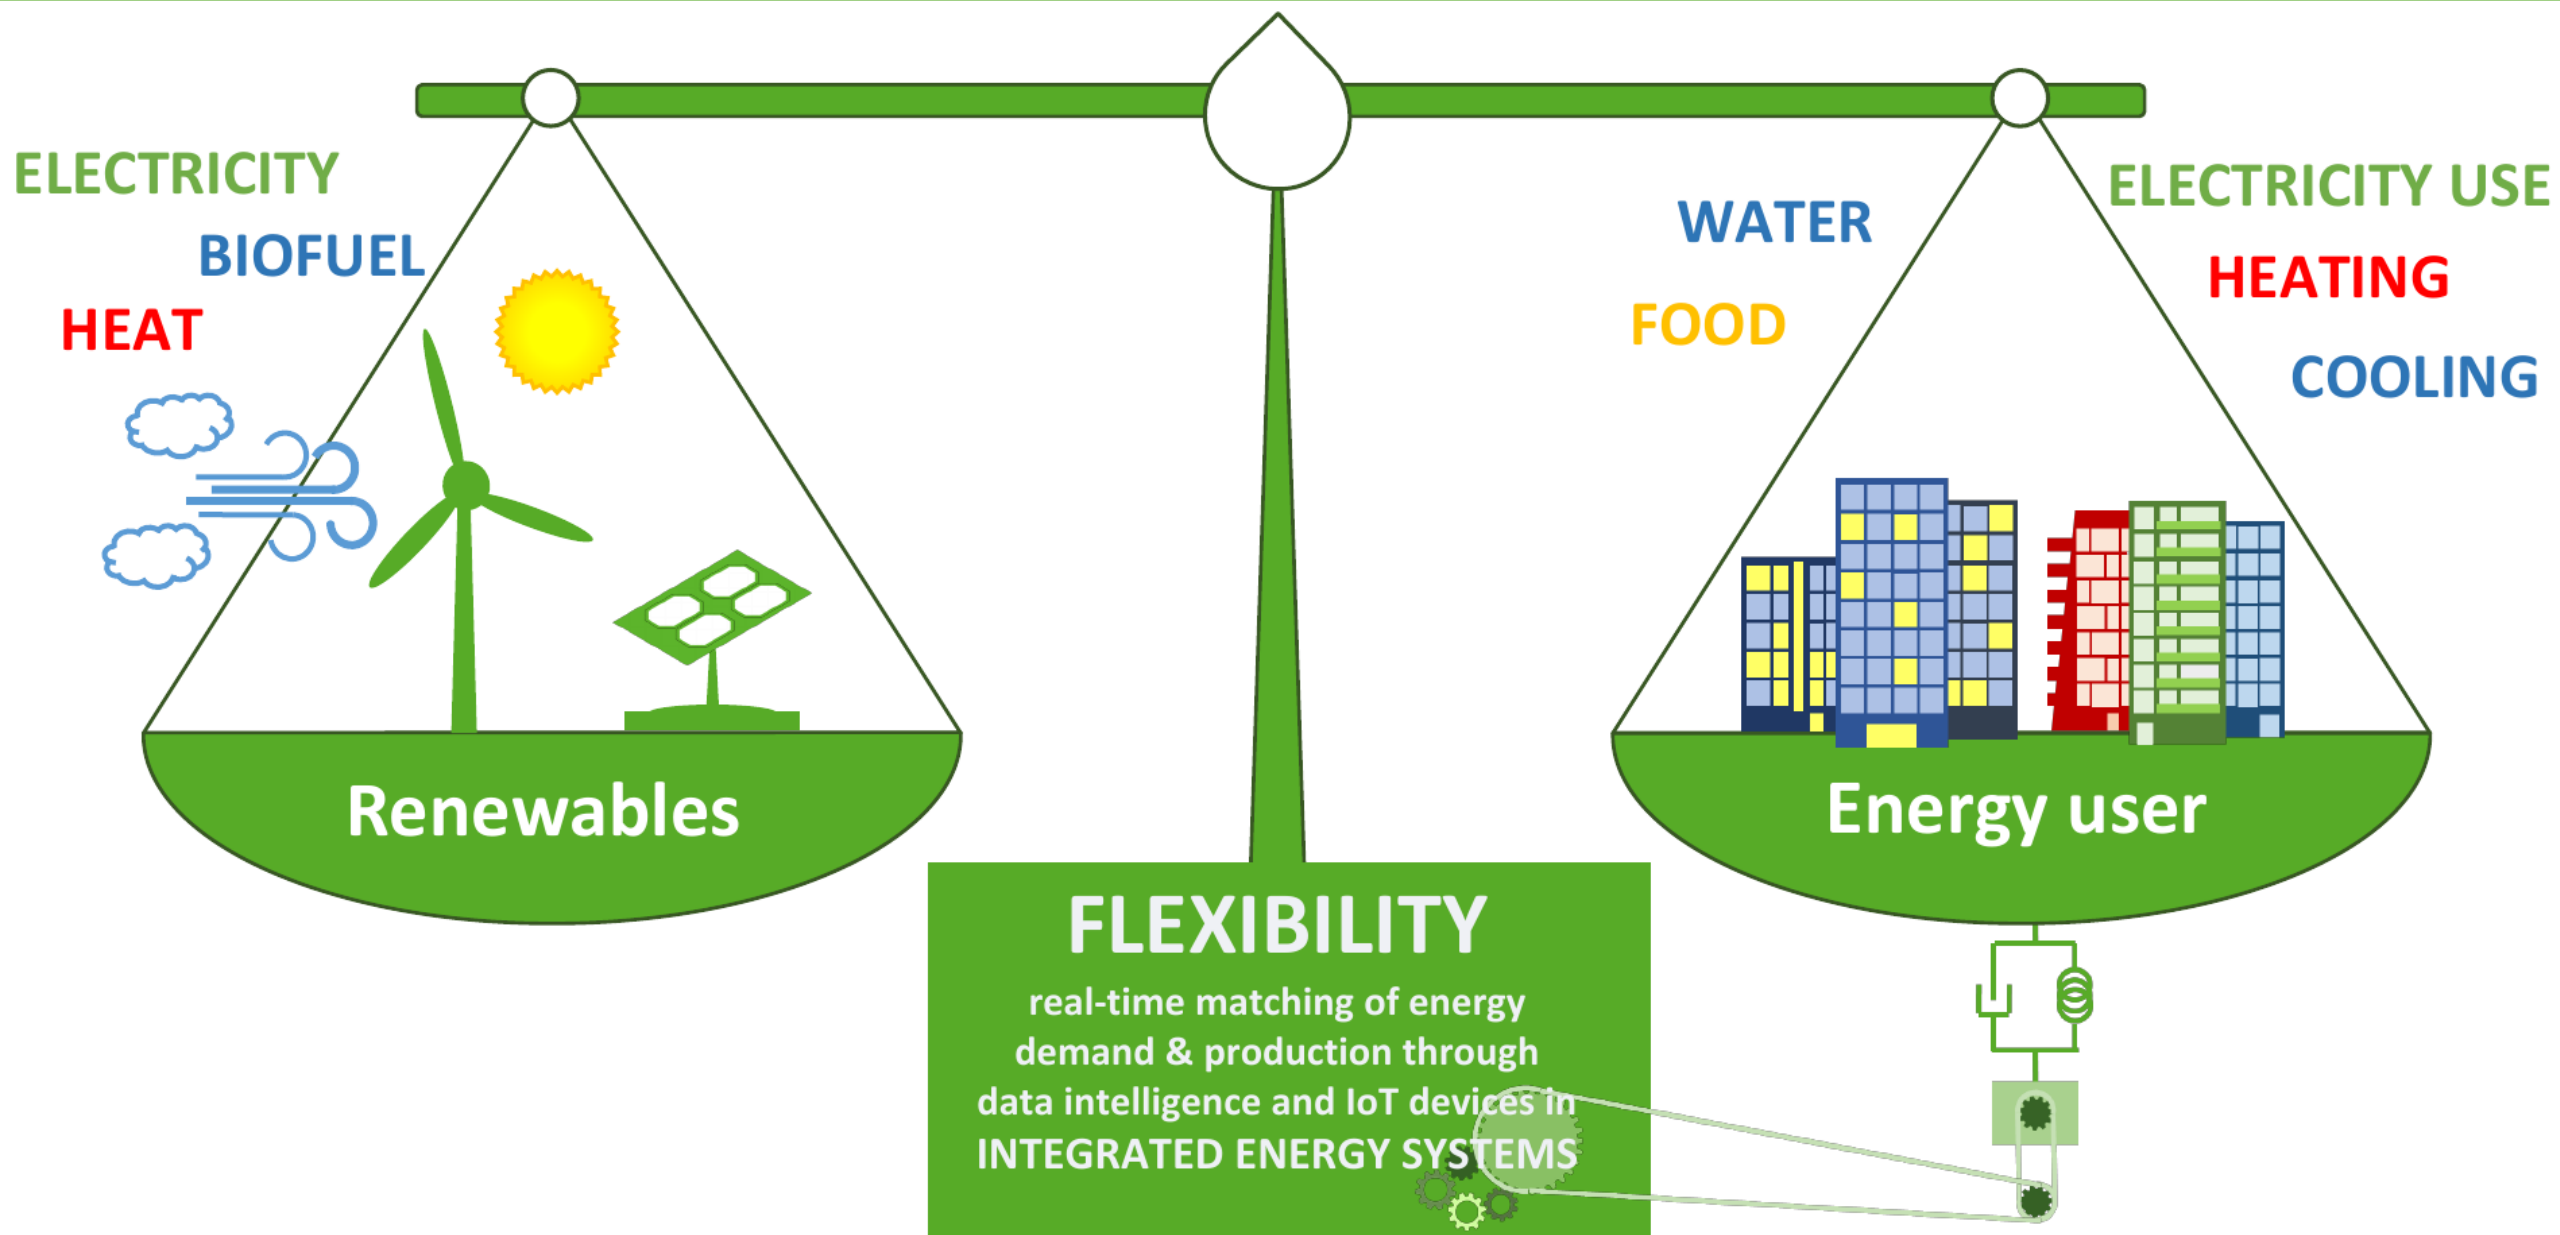 ELECTRICITY
BIOFUEL
HEAT
WATER
FOOD
ELECTRICITY USE
HEATING
COOLING
Renewables
Energy user
FLEXIBILITY
real-time matching of energy
demand & production through
data intelligence and IoT devices in
INTEGRATED ENERGY SYSTEMS